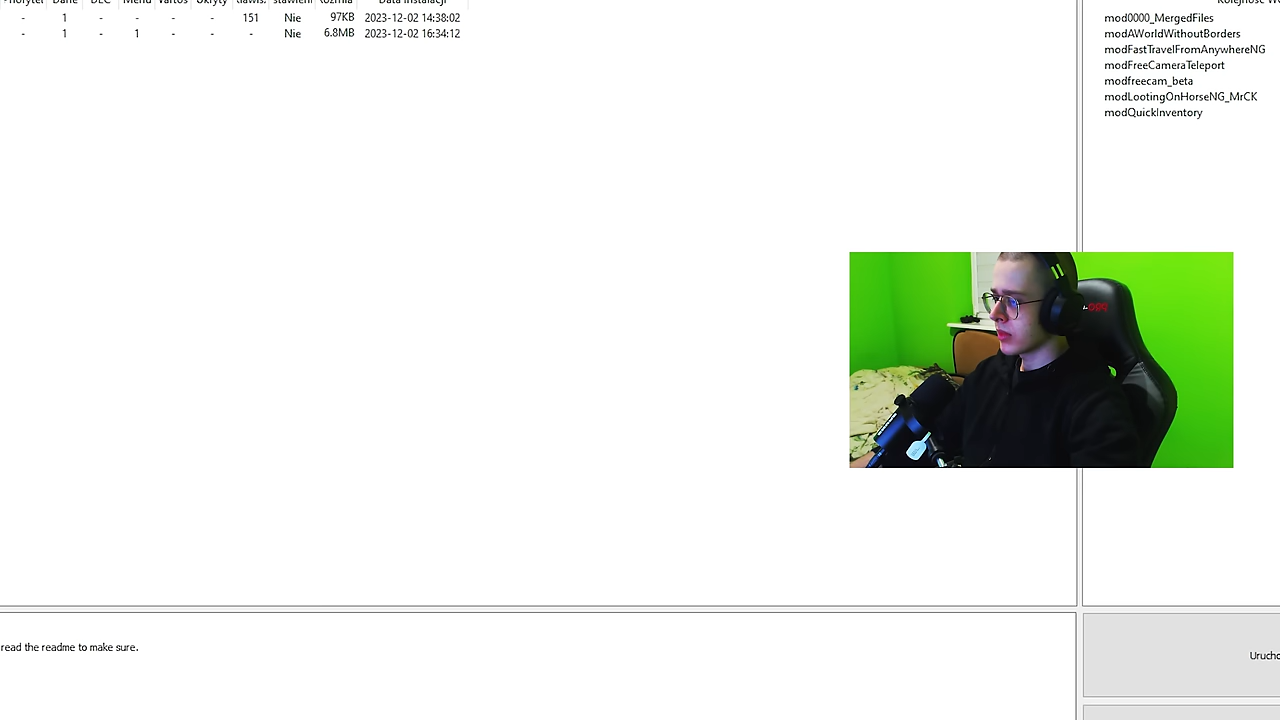 - 1 - - - - 151 Nie 97KB 2023-12-02 14:38:02
- 1 - 1 - - - Nie 6.8MB 2023-12-02 16:34:12
mod0000_MergedFiles
modAWorldWithoutBorders
modFastTravelFromAnywhereNG
modFreeCameraTeleport
modfreecam_beta
modLootingOnHorseNG_MrCK
modQuickInventory
read the readme to make sure.